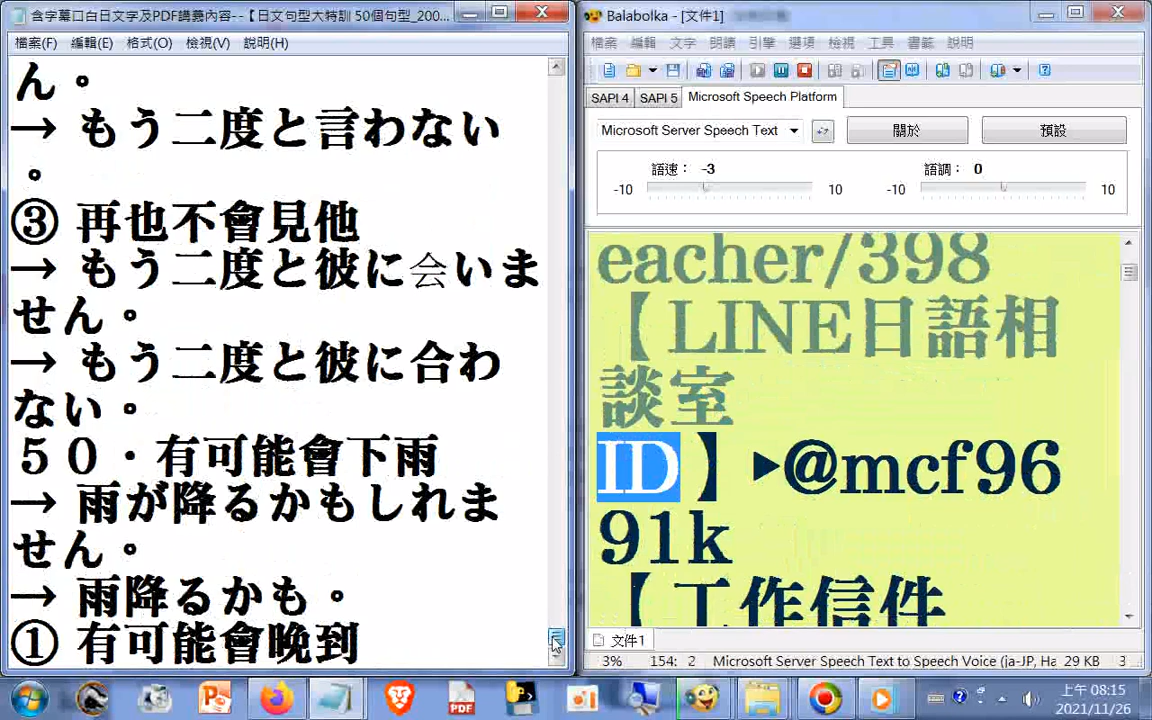 含字幕口白日文字及PDF講義內容--【日文句型大特訓 50個句型_200...
檔案(F) 編輯(E) 格式(O) 檢視(V) 說明(H)
ん。
→ もう二度と言わない
。
③ 再也不會見他
→ もう二度と彼に会いま
せん。
→ もう二度と彼に合わ
ない。
５０．有可能會下雨
→ 雨が降るかもしれま
せん。
→ 雨降るかも。
① 有可能會晚到
Balabolka - [文件1]
檔案 編輯 文字 朗讀 引擎 選項 檢視 工具 書籤 說明
SAPI 4 SAPI 5 Microsoft Speech Platform
Microsoft Server Speech Text 關於 預設
語速： -3 語調： 0
-10 10 -10 10
eacher/398
【LINE日語相
談室
ID】▸@mcf96
91k
【工作信件
文件1
3% 154: 2 Microsoft Server Speech Text to Speech Voice (ja-JP, Ha 29 KB 3
上午 08:15
2021/11/26